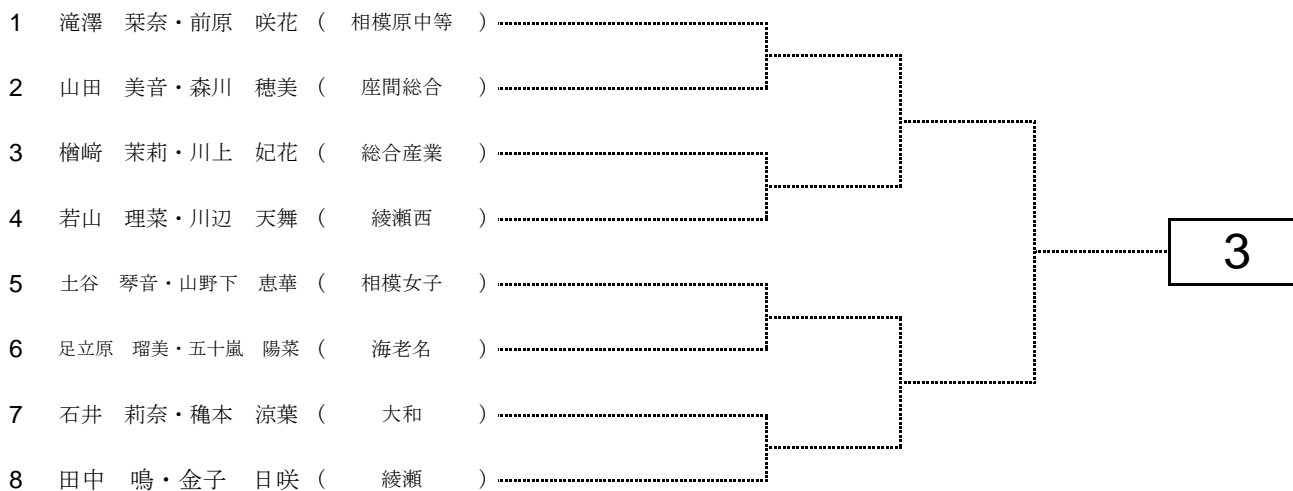 1 滝澤 栞奈・前原 咲花 ( 相模原中等 )
2 山田 美音・森川 穂美 ( 座間総合 )
3 楢﨑 茉莉・川上 妃花 ( 総合産業 )
4 若山 理菜・川辺 天舞 ( 綾瀬西 )
3
5 土谷 琴音・山野下 恵華 ( 相模女子 )
6 足立原 瑠美・五十嵐 陽菜 ( 海老名 )
7 石井 莉奈・穐本 涼葉 ( 大和 )
8 田中 鳴・金子 日咲 ( 綾瀬 )